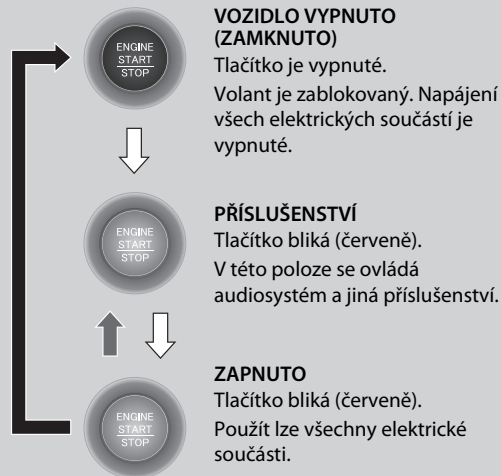 ENGINE
START
STOP
VOZIDLO VYPNUTO
(ZAMKNUTO)
Tlačítko je vypnuté.
Volant je zablokovaný. Napájení
všech elektrických součástí je
vypnuté.
ENGINE
START
STOP
PŘÍSLUŠENSTVÍ
Tlačítko bliká (červeně).
V této poloze se ovládá
audiosystém a jiná příslušenství.
ENGINE
START
STOP
ZAPNUTO
Tlačítko bliká (červeně).
Použít lze všechny elektrické
součásti.